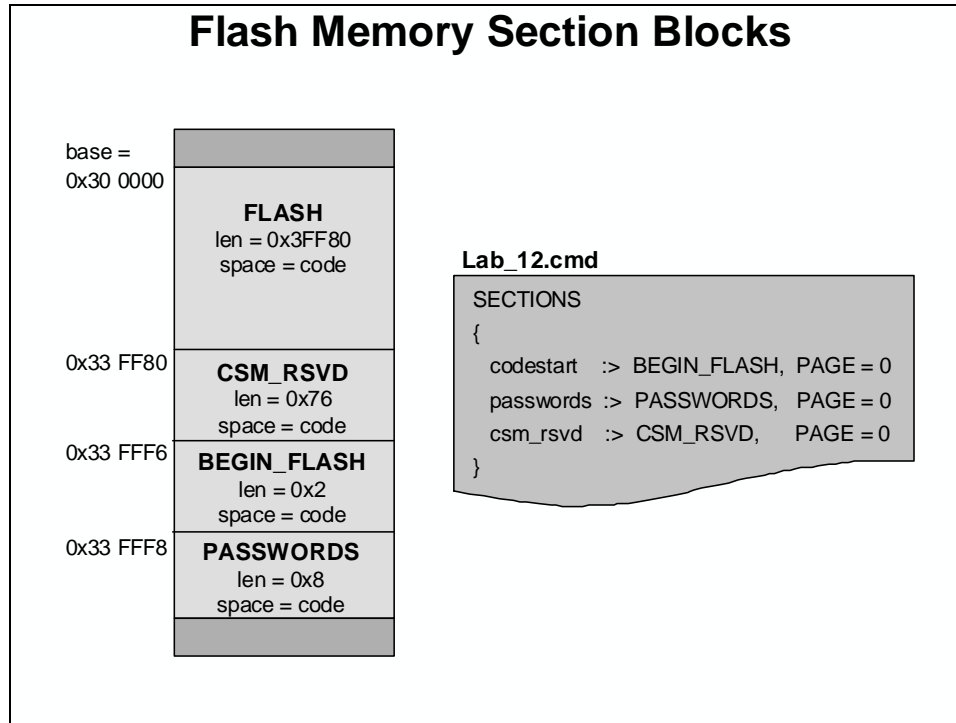 Flash Memory Section Blocks
base =
0x30 0000
FLASH
len = 0x3FF80
space = code
0x33 FF80
CSM_RSVD
len = 0x76
space = code
0x33 FFF6
BEGIN_FLASH
len = 0x2
space = code
0x33 FFF8
PASSWORDS
len = 0x8
space = code
Lab_12.cmd
SECTIONS
{
codestart :> BEGIN_FLASH, PAGE = 0
passwords :> PASSWORDS, PAGE = 0
csm_rsvd :> CSM_RSVD, PAGE = 0
}